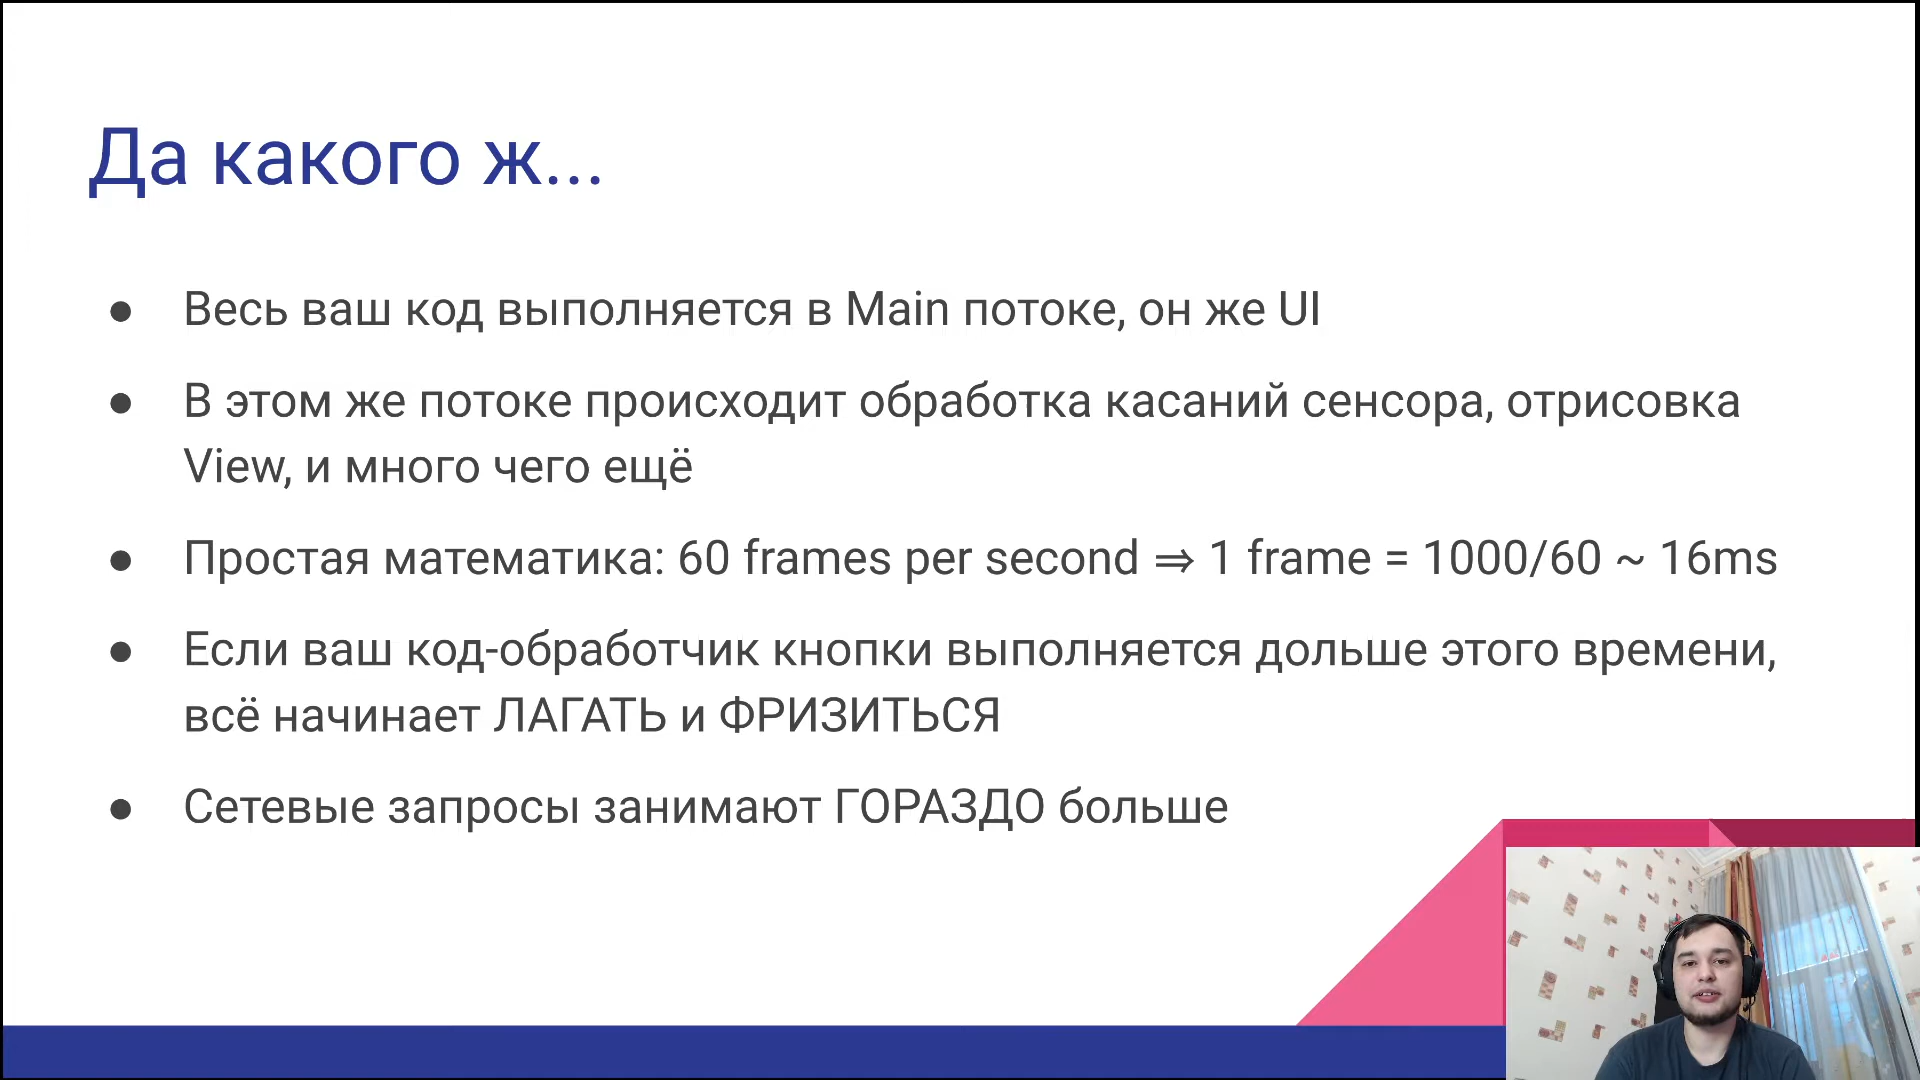 Да какого ж...
● Весь ваш код выполняется в Main потоке, он же UI
● В этом же потоке происходит обработка касаний сенсора, отрисовка
View, и много чего ещё
● Простая математика: 60 frames per second ⇒ 1 frame = 1000/60 ~ 16ms
● Если ваш код-обработчик кнопки выполняется дольше этого времени,
всё начинает ЛАГАТЬ и ФРИЗИТЬСЯ
● Сетевые запросы занимают ГОРАЗДО больше